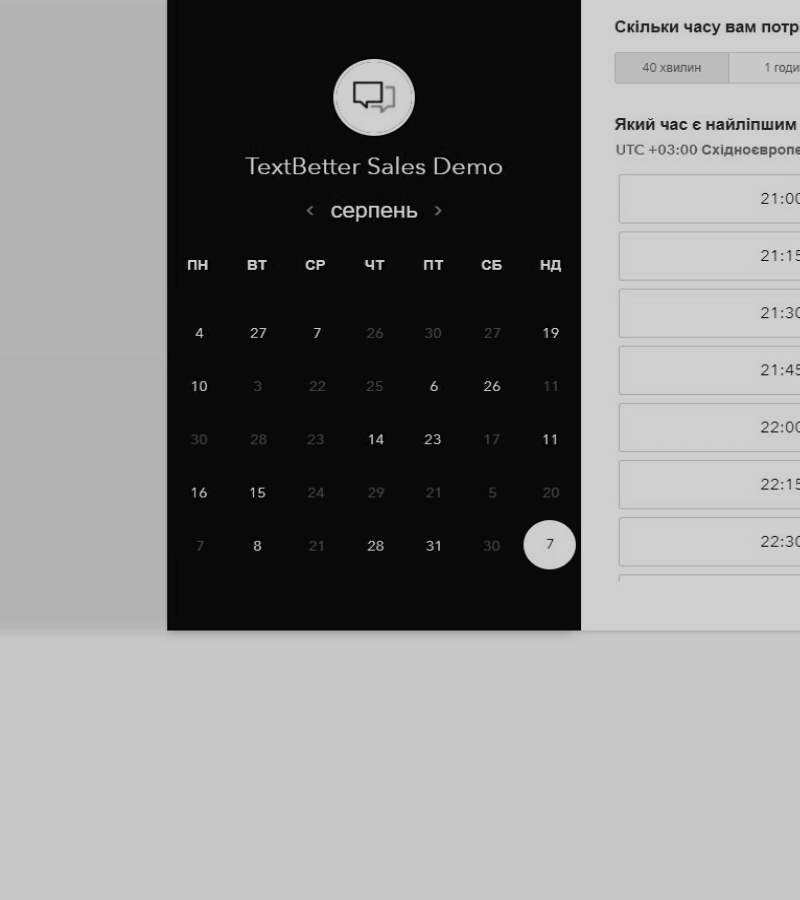 TextBetter Sales Demo
серпень
ПН ВТ СР ЧТ ПТ СБ НД
4 27 7 26 30 27 19
10 3 22 25 6 26 11
30 28 23 14 23 17 11
16 15 24 29 21 5 20
7 8 21 28 31 30 7
Скільки часу вам потр
40 хвилин 1 годи
Який час є найліпшим
UTC +03:00 Східноєвропе
21:00
21:15
21:30
21:45
22:00
22:15
22:30